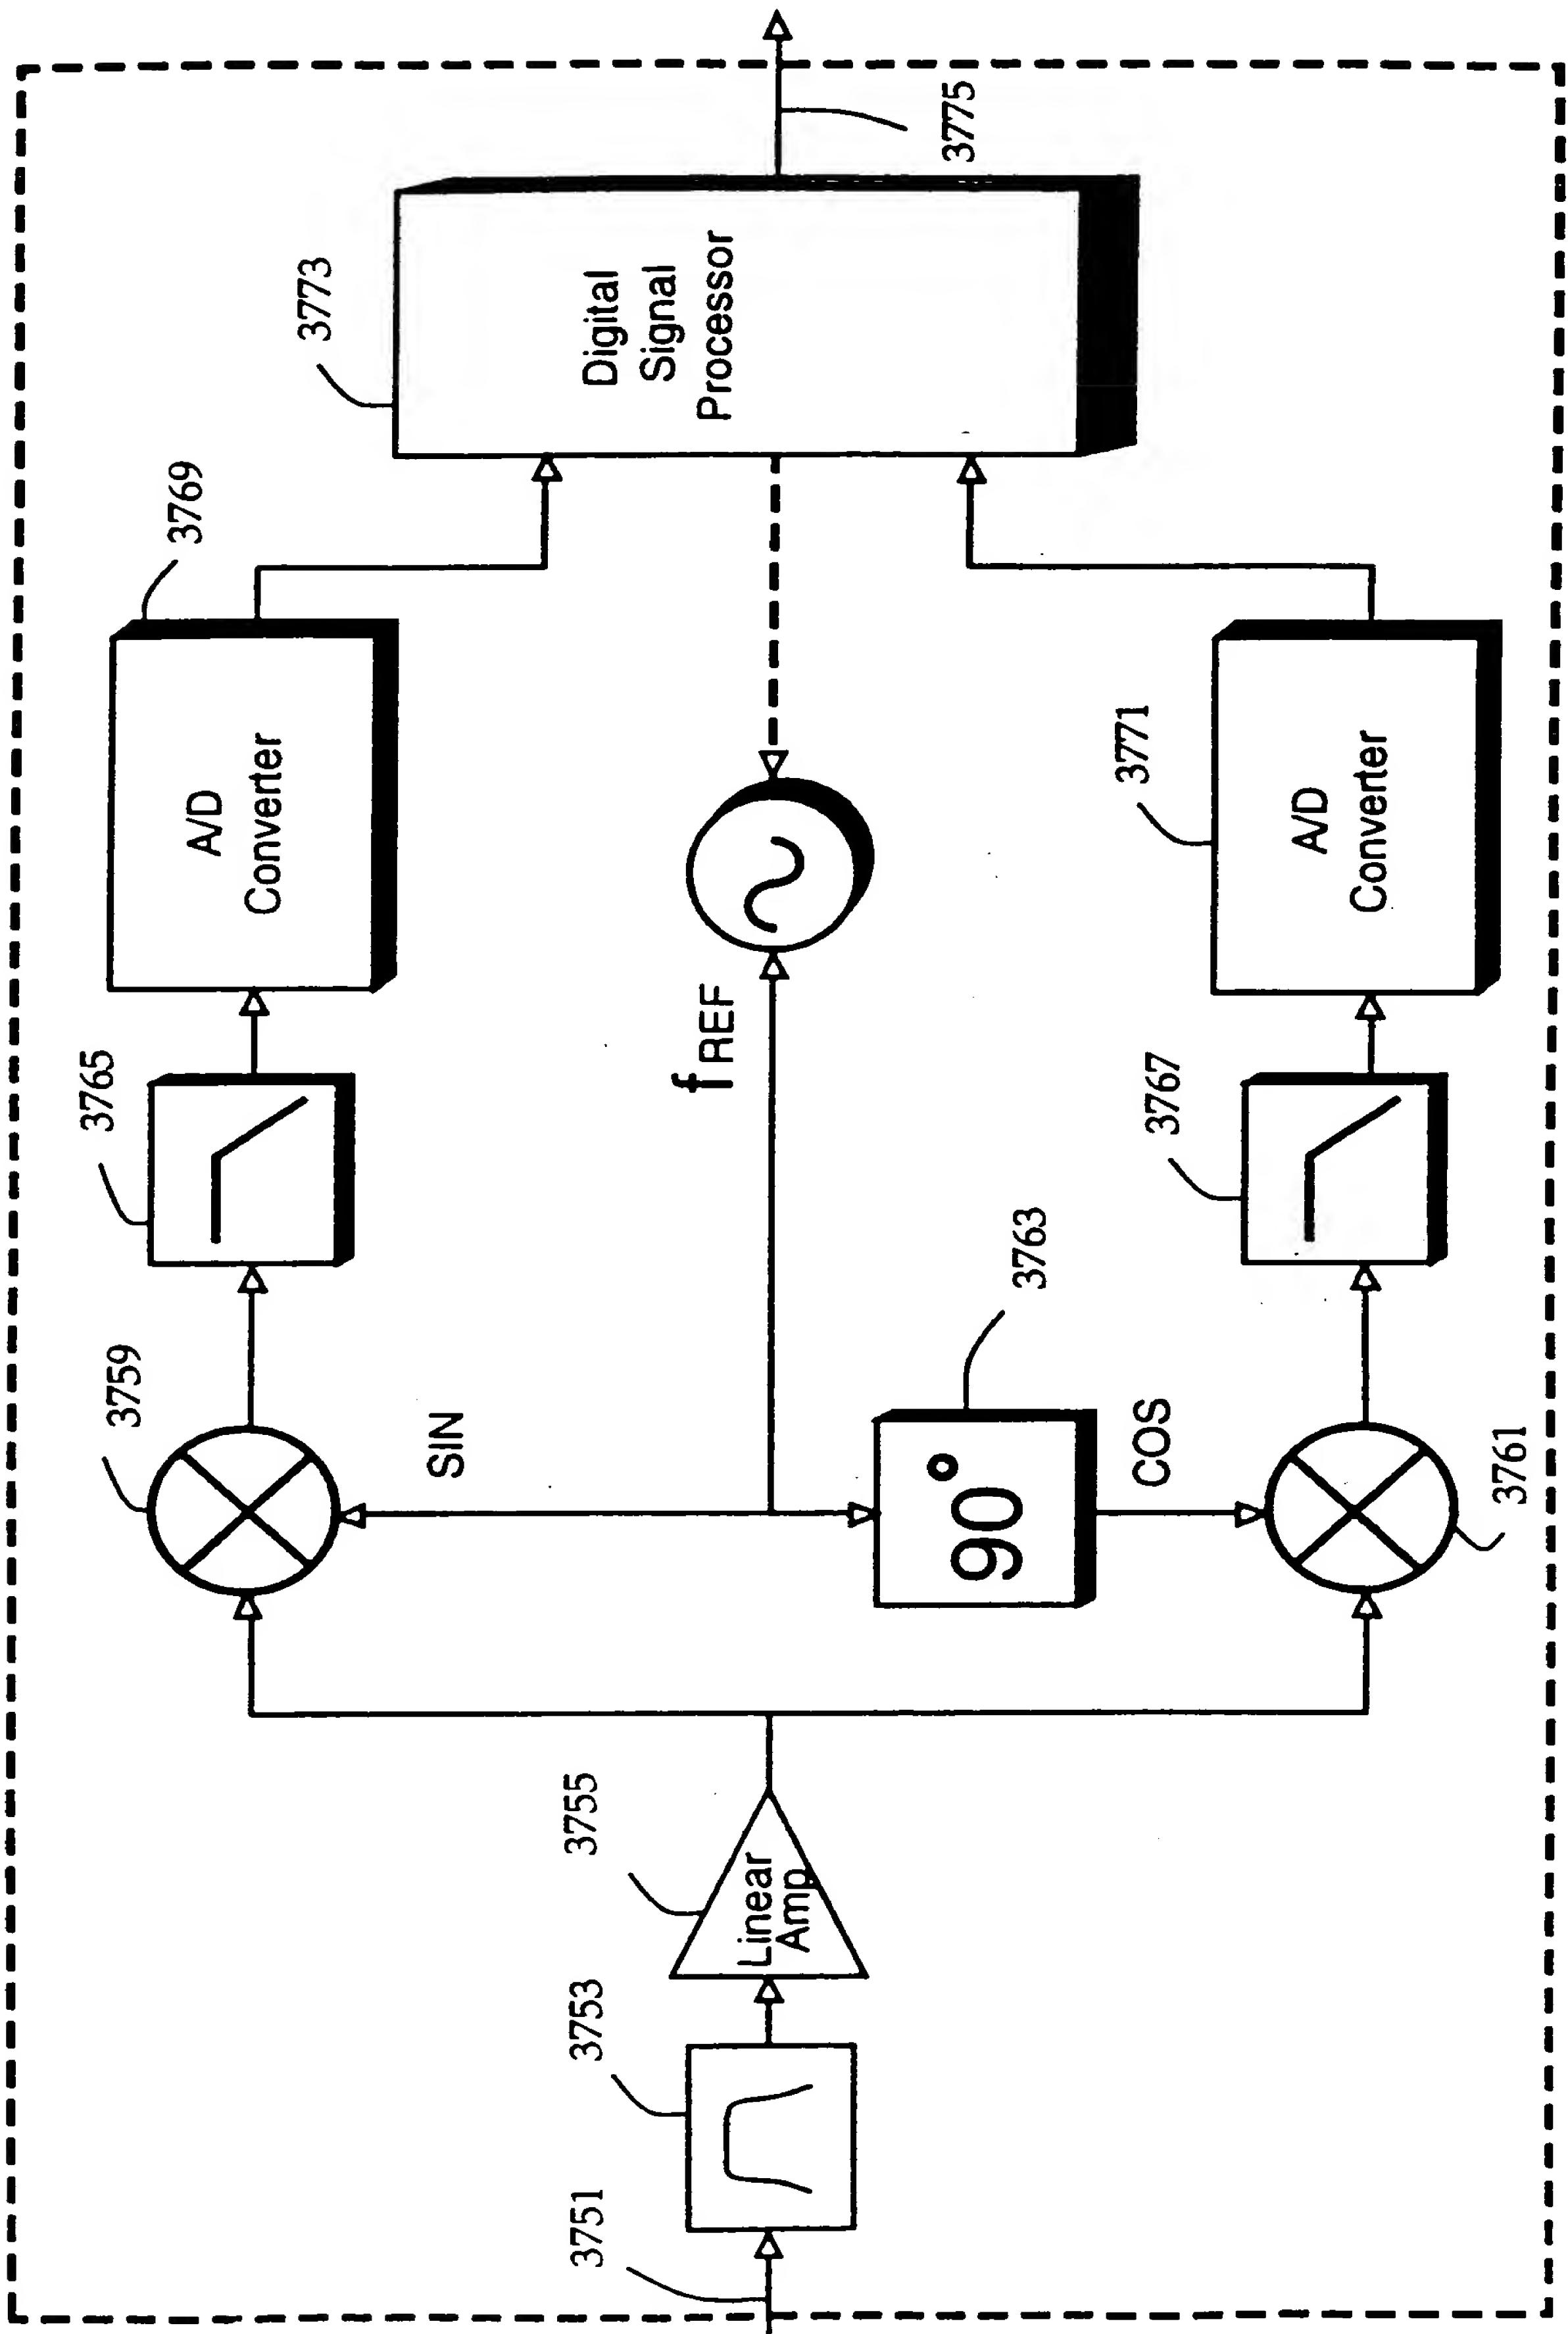 3751
3753
3755
Linear
Amp
3759
SIN
3763
90°
COS
3761
3765
fREF
3767
3769
A/D
Converter
3771
A/D
Converter
3773
Digital
Signal
Processor
3775